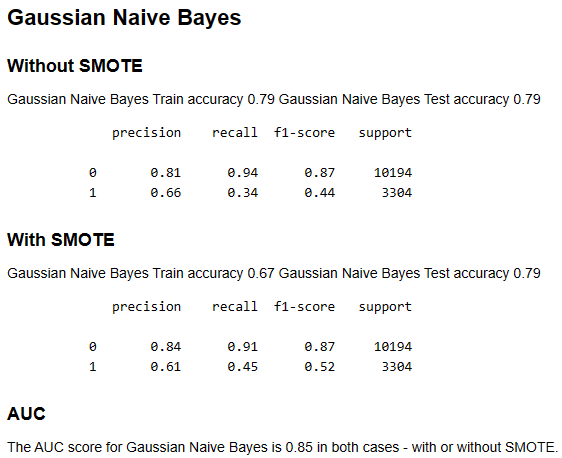 Gaussian Naive Bayes
Without SMOTE
Gaussian Naive Bayes Train accuracy 0.79 Gaussian Naive Bayes Test accuracy 0.79
precision recall f1-score support
0 0.81 0.94 0.87 10194
1 0.66 0.34 0.44 3304
With SMOTE
Gaussian Naive Bayes Train accuracy 0.67 Gaussian Naive Bayes Test accuracy 0.79
precision recall f1-score support
0 0.84 0.91 0.87 10194
1 0.61 0.45 0.52 3304
AUC
The AUC score for Gaussian Naive Bayes is 0.85 in both cases - with or without SMOTE.